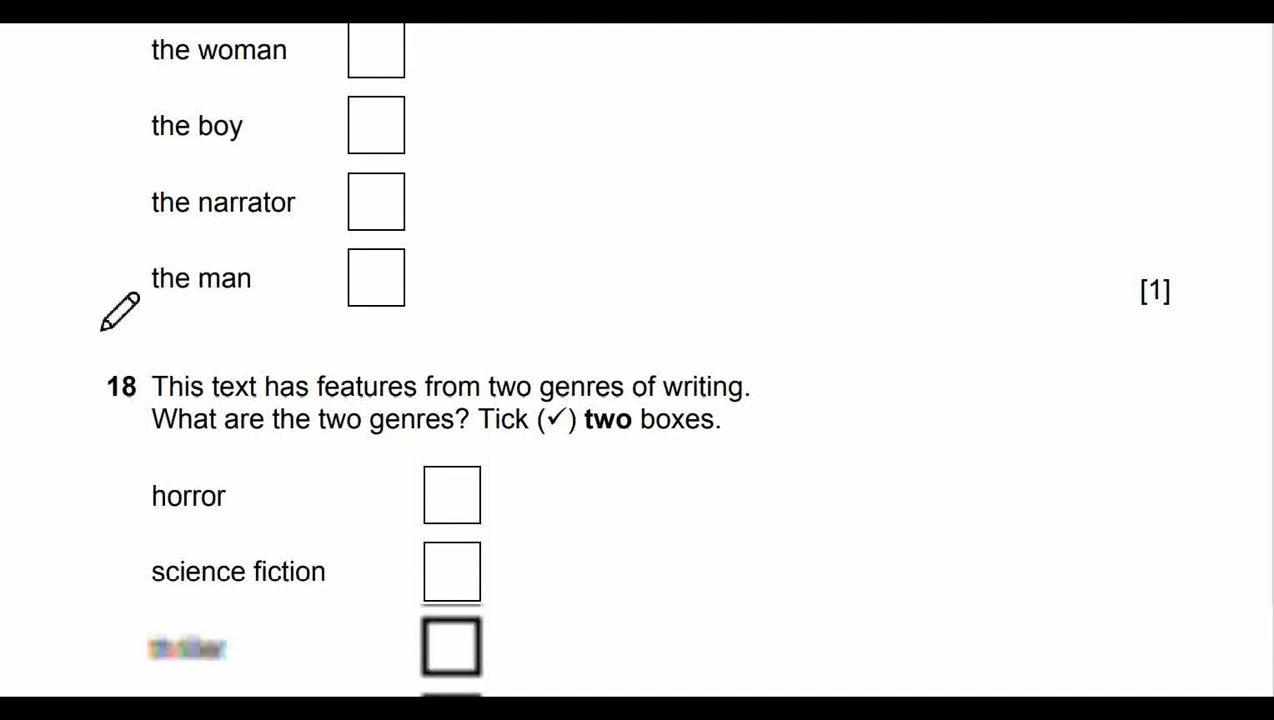 the woman
the boy
the narrator
the man
[1]
18 This text has features from two genres of writing.
What are the two genres? Tick (✓) two boxes.
horror
science fiction